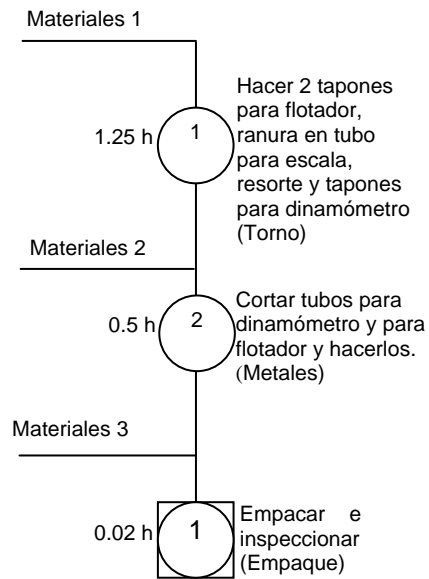 Materiales 1
1.25 h
1
Hacer 2 tapones
para flotador,
ranura en tubo
para escala,
resorte y tapones
para dinamómetro
(Torno)
Materiales 2
0.5 h
2
Cortar tubos para
dinamómetro y para
flotador y hacerlos.
(Metales)
Materiales 3
0.02 h
1
Empacar e
inspeccionar
(Empaque)